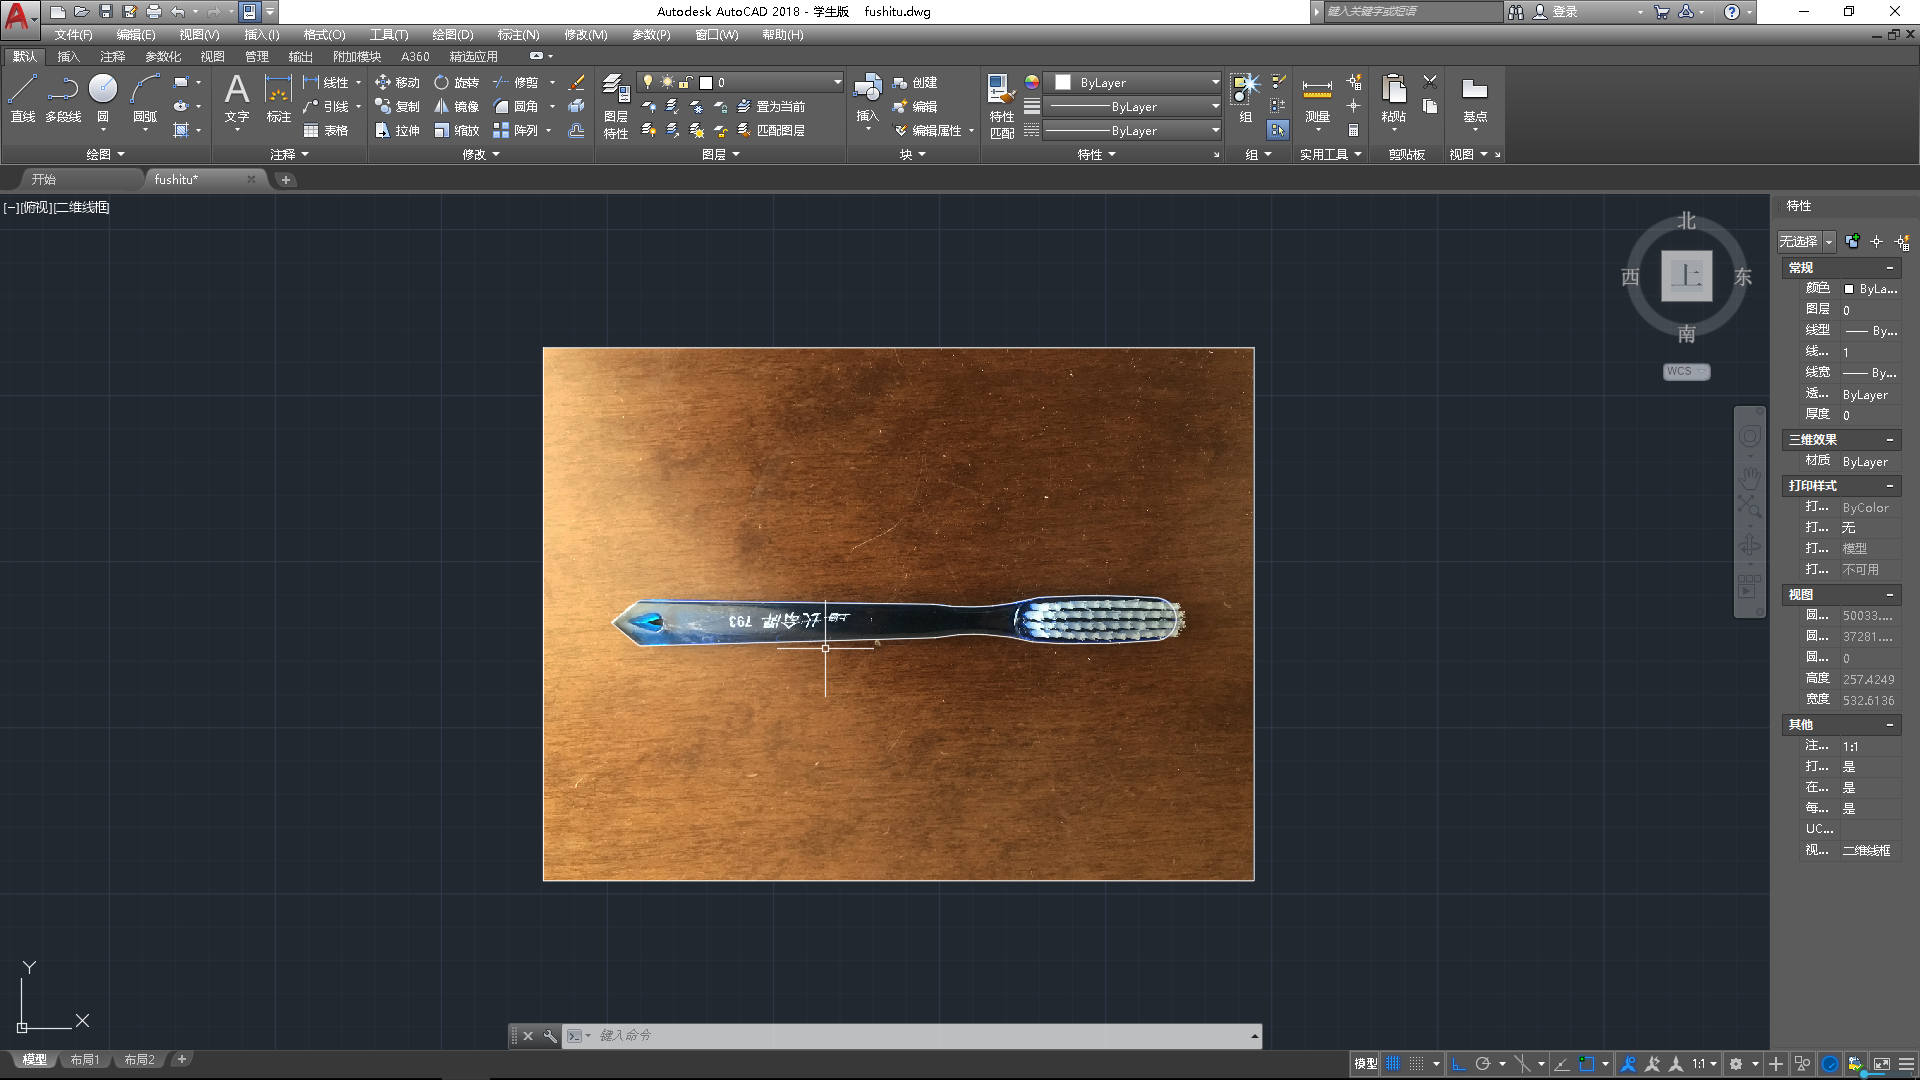 Autodesk AutoCAD 2018 - 学生版 fushitu.dwg
键入关键字或短语
登录
文件(F) 编辑(E) 视图(V) 插入(I) 格式(O) 工具(T) 绘图(D) 标注(N) 修改(M) 参数(P) 窗口(W) 帮助(H)
默认 插入 注释 参数化 视图 管理 输出 附加模块 A360 精选应用
直线 多段线 圆 圆弧
绘图
文字 标注 线性 引线 表格
注释
移动 旋转 修剪
复制 镜像 圆角
拉伸 缩放 阵列
修改
图层特性
0
置为当前
匹配图层
图层
插入 创建 编辑 编辑属性
块
特性匹配
ByLayer
ByLayer
ByLayer
特性
组
组
测量
实用工具
粘贴
剪贴板
基点
视图
开始 fushitu*
[−][俯视][二维线框]
北
西 上 东
南
WCS
793
上海
牌
Y
X
键入命令
模型 布局1 布局2
模型 1:1
特性
无选择
常规
颜色 ByLa...
图层 0
线型 By...
线... 1
线宽 By...
透... ByLayer
厚度 0
三维效果
材质 ByLayer
打印样式
打... ByColor
打... 无
打... 模型
打... 不可用
视图
圆... 50033....
圆... 37281....
圆... 0
高度 257.4249
宽度 532.6136
其他
注... 1:1
打... 是
在... 是
每... 是
UC...
视... 二维线框